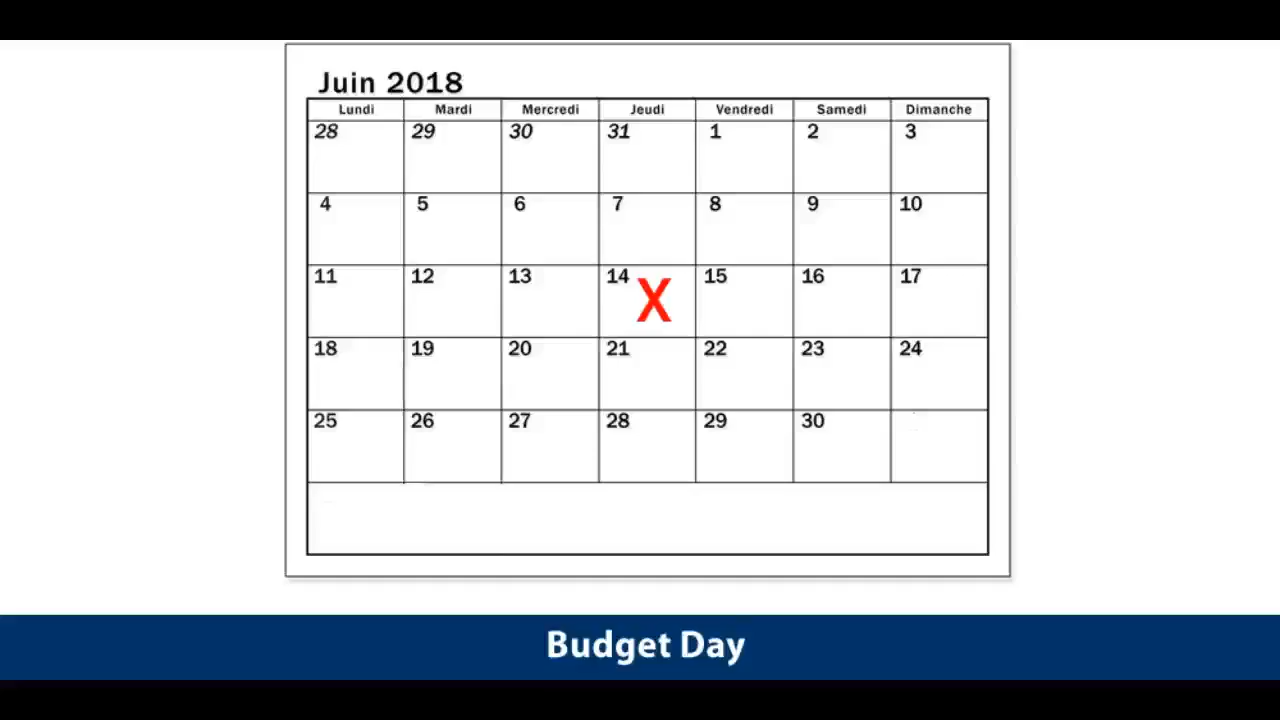 Juin 2018
Lundi Mardi Mercredi Jeudi Vendredi Samedi Dimanche
28 29 30 31 1 2 3
4 5 6 7 8 9 10
11 12 13 14 X 15 16 17
18 19 20 21 22 23 24
25 26 27 28 29 30
Budget Day